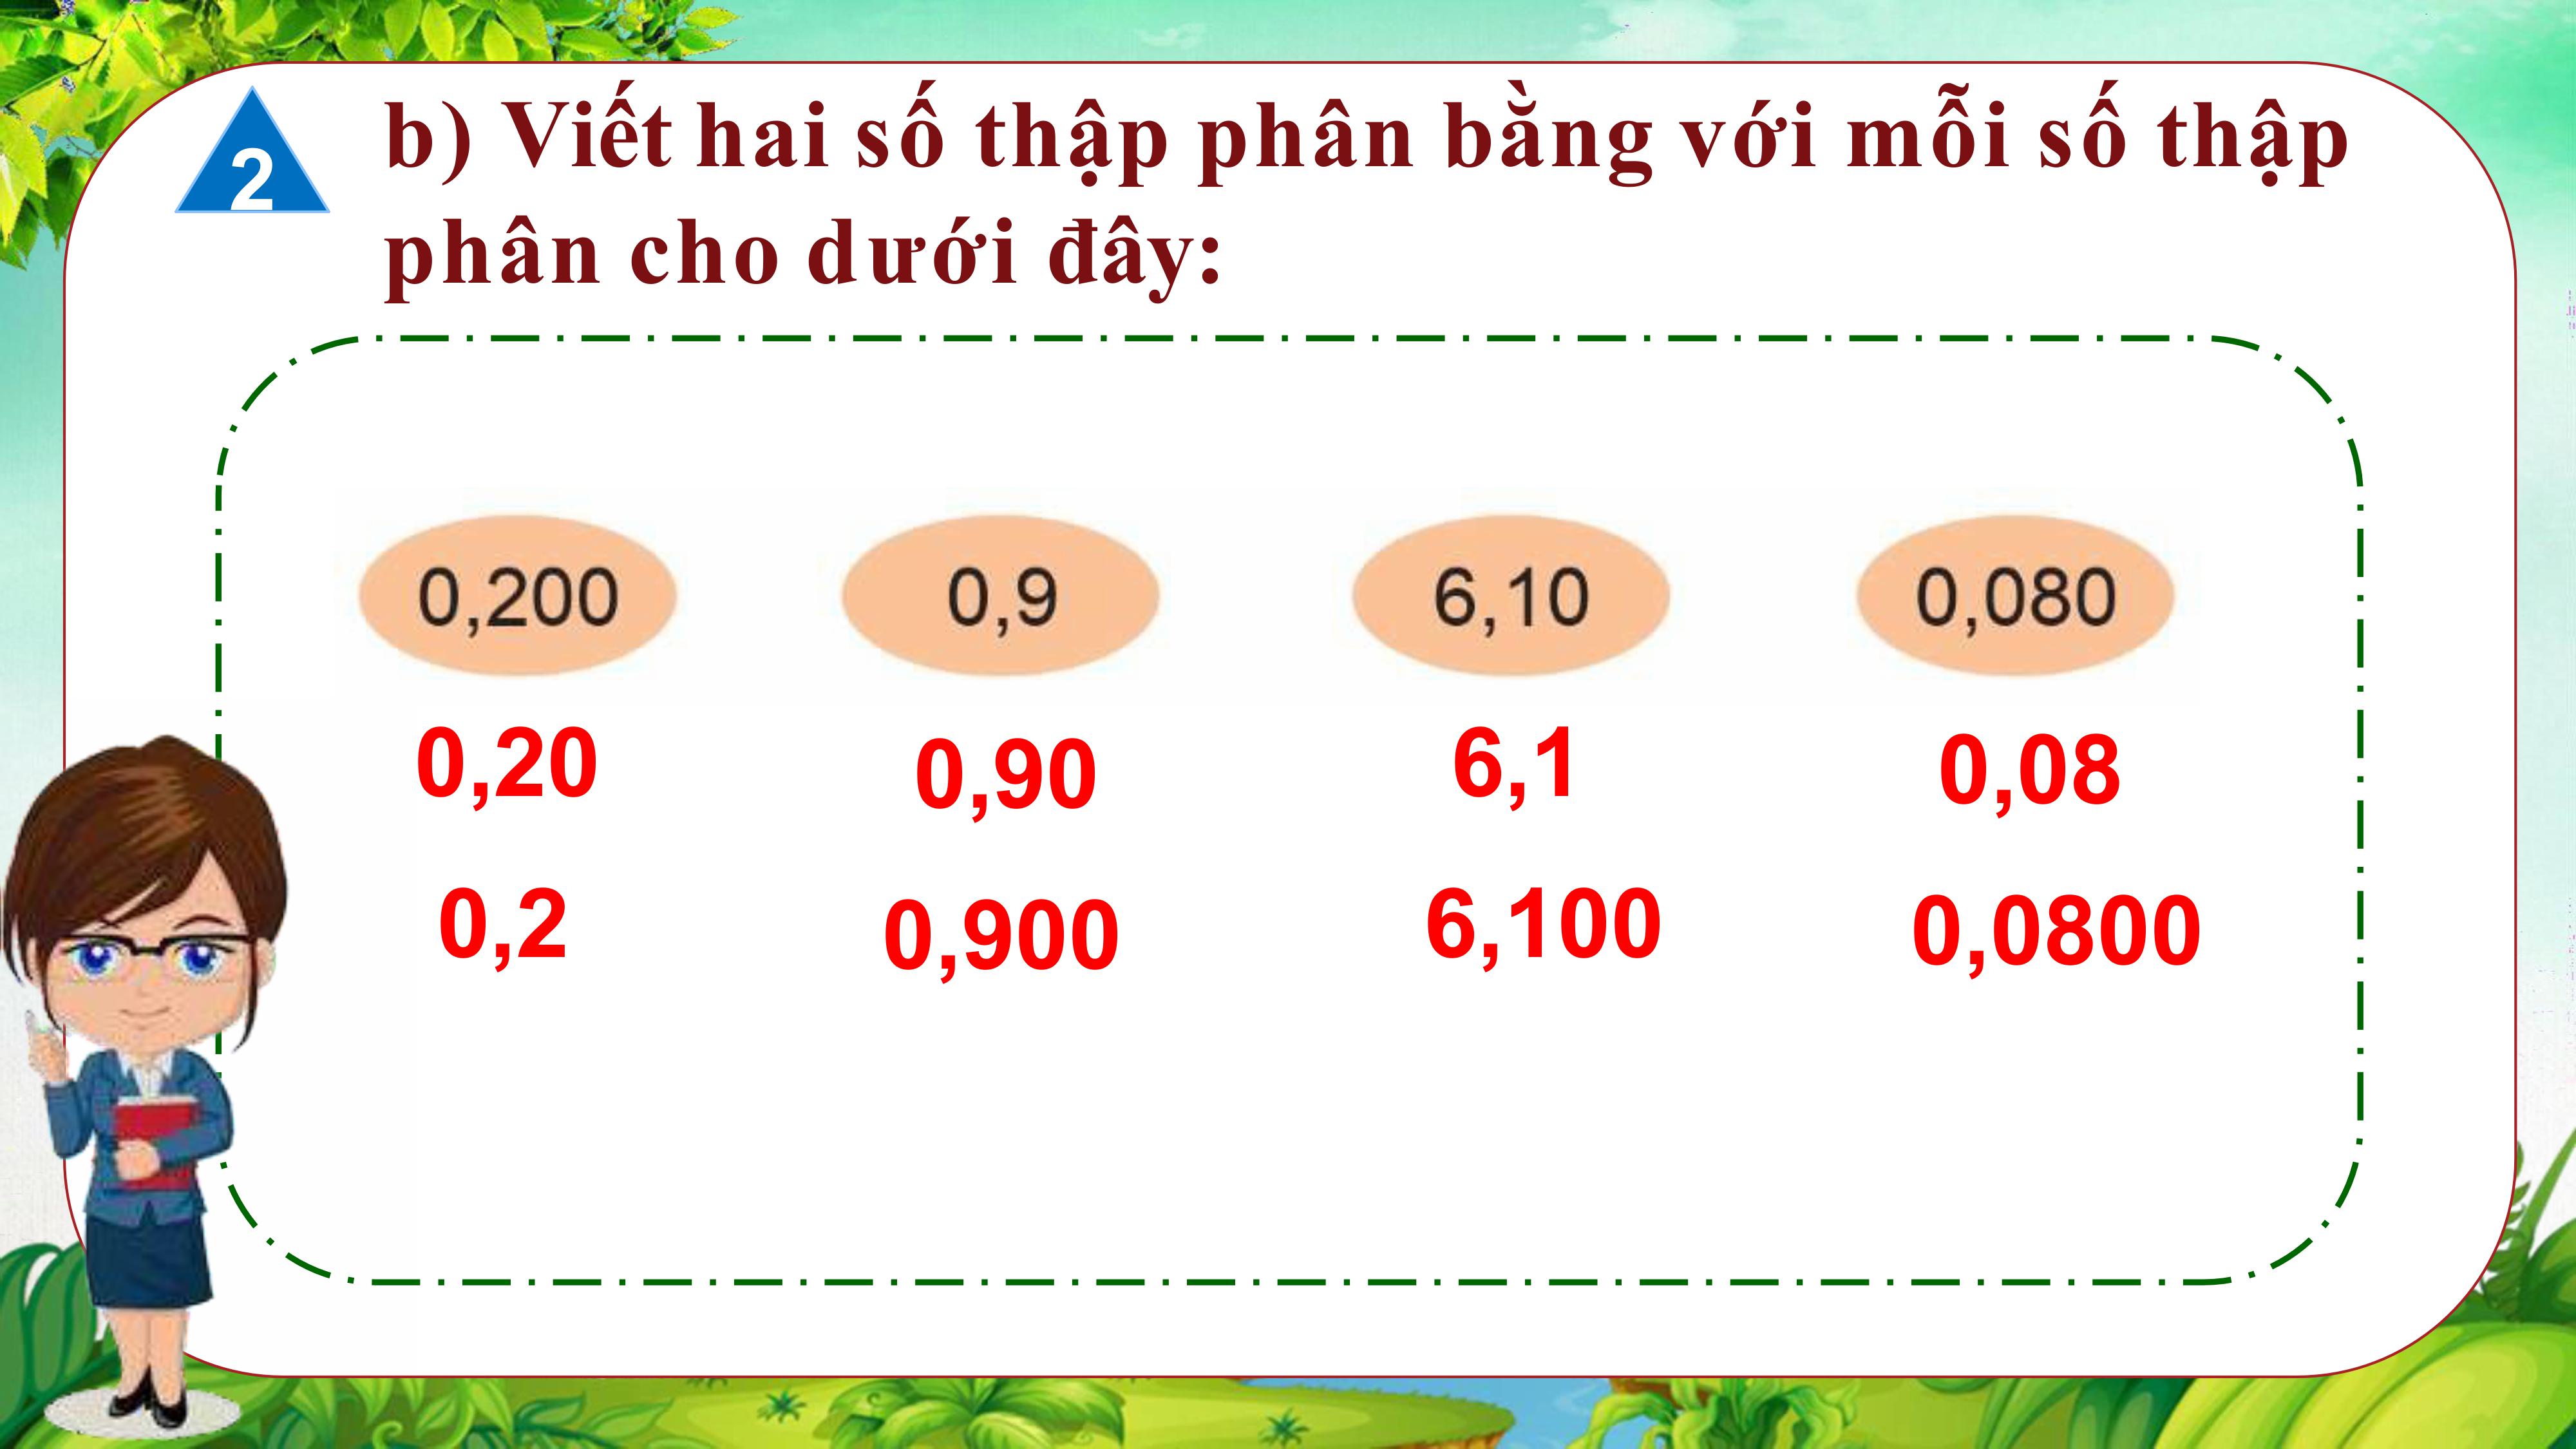 2
b) Viết hai số thập phân bằng với mỗi số thập
phân cho dưới đây:
0,200 0,9 6,10 0,080
0,20 0,90 6,1 0,08
0,2 0,900 6,100 0,0800